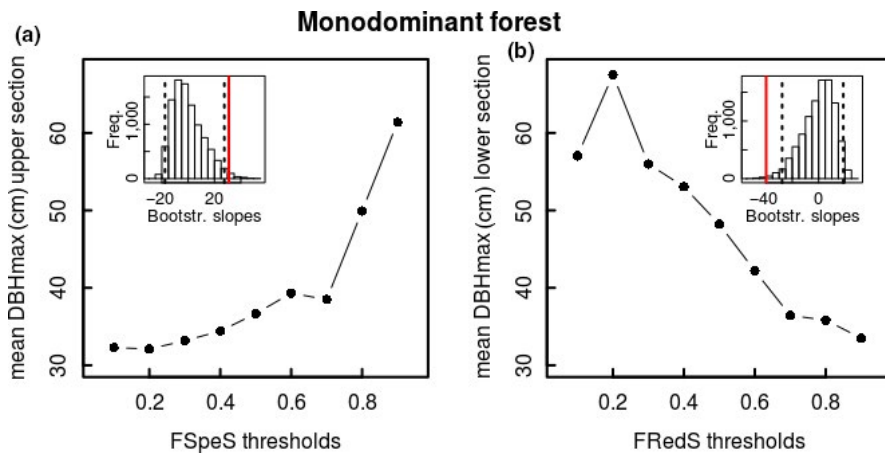 Monodominant forest
(a)
mean DBHmax (cm) upper section
30 40 50 60
0.2 0.4 0.6 0.8
FSpeS thresholds
Freq.
0 1,000
−20 20
Bootstr. slopes
(b)
mean DBHmax (cm) lower section
30 40 50 60
0.2 0.4 0.6 0.8
FRedS thresholds
Freq.
0 1,000
−40 0
Bootstr. slopes